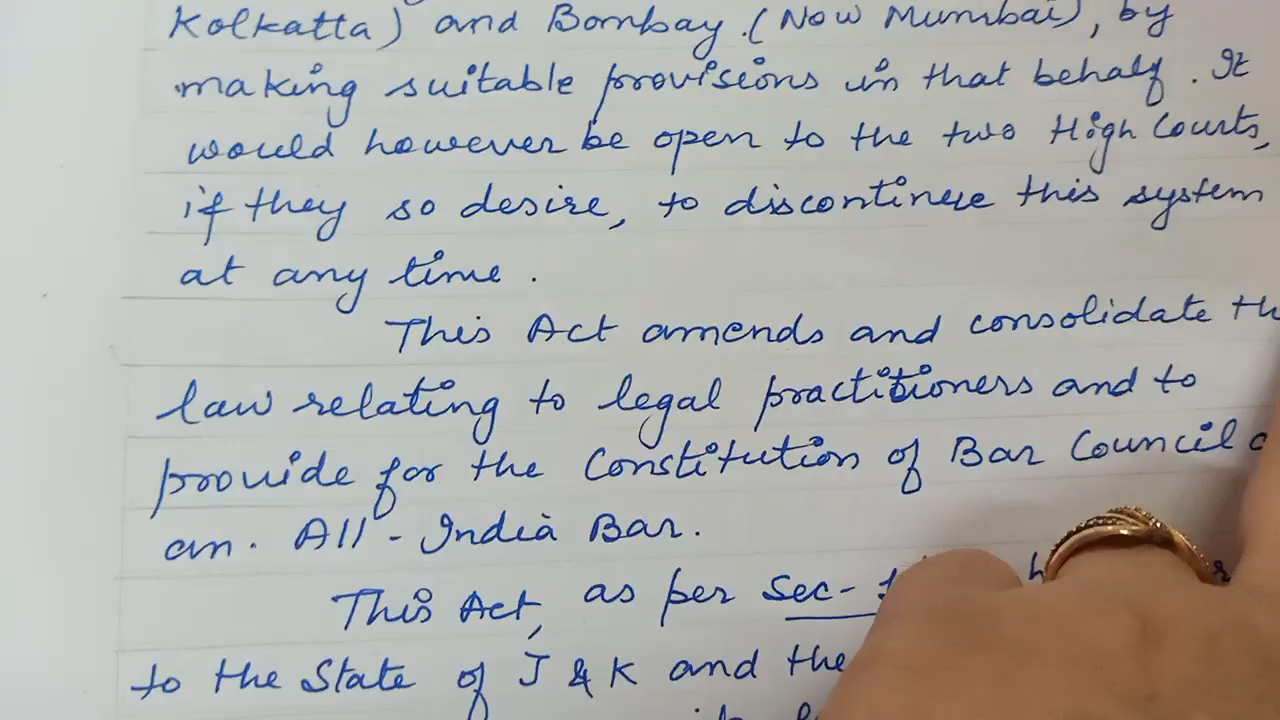 Kolkatta) and Bombay (Now Mumbai), by
making suitable provisions in that behalf. It
would however be open to the two High Courts,
if they so desire, to discontinue this system
at any time.
This Act amends and consolidate
law relating to legal practitioners and to
provide for the Constitution of Bar Council
an. All-India Bar.
This Act, as per Sec-
to the State of J & K and the